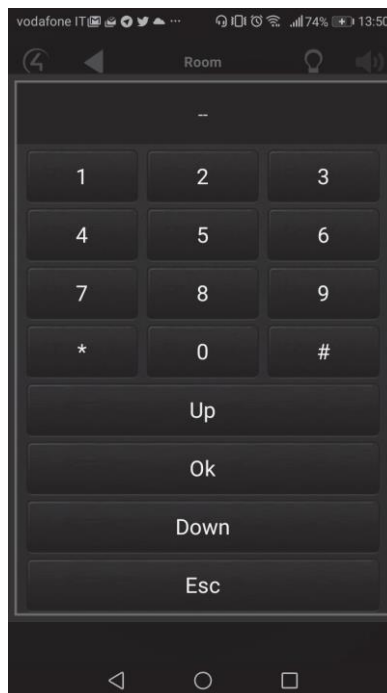 vodafone IT ... 74% 13:50
Room
--
1 2 3
4 5 6
7 8 9
* 0 #
Up
Ok
Down
Esc